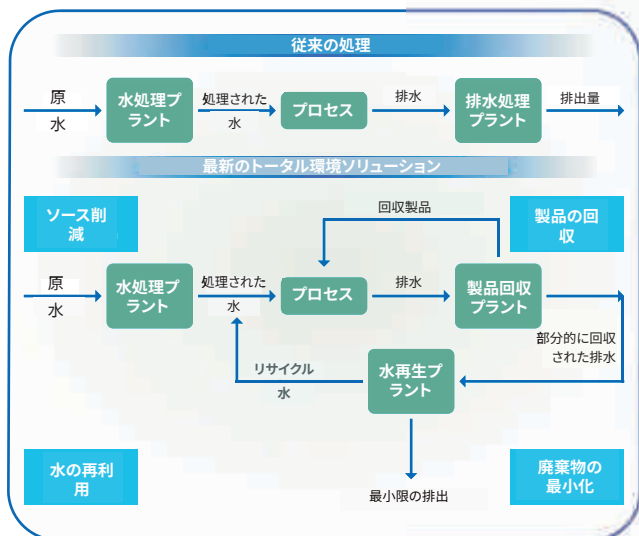 従来の処理
原
水
水処理プ
ラント
処理された
水
プロセス
排水
排水処理
プラント
排出量
最新のトータル環境ソリューション
ソース削
減
回収製品
製品の回
収
原
水
水処理プ
ラント
処理された
水
プロセス
排水
製品回収
プラント
部分的に回収
された排水
リサイクル
水
水再生プ
ラント
水の再利
用
最小限の排出
廃棄物の
最小化